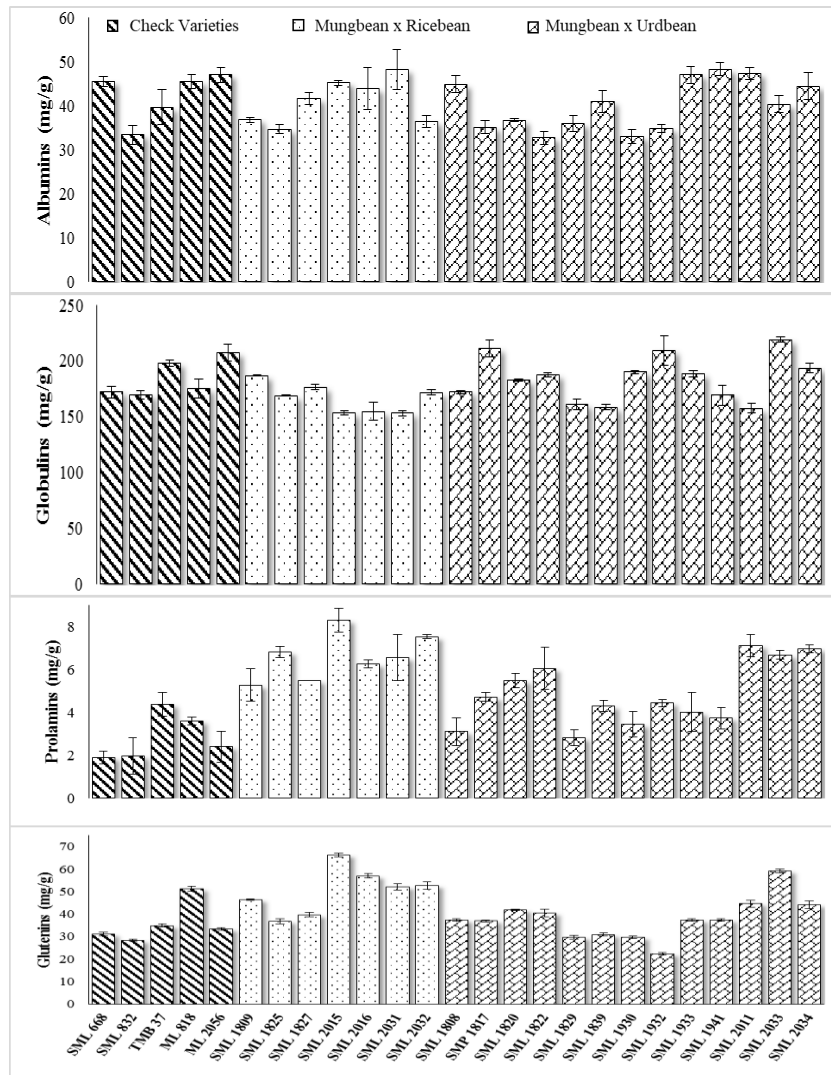 Check Varieties Mungbean x Ricebean Mungbean x Urdbean
Albumins (mg/g)
60
50
40
30
20
10
0
Globulins (mg/g)
250
200
150
100
50
0
Prolamins (mg/g)
8
6
4
2
0
Glutenins (mg/g)
70
60
50
40
30
20
10
0
SML 668
SML 832
TMB 37
ML 818
ML 2056
SML 1809
SML 1825
SML 1827
SML 2015
SML 2016
SML 2031
SML 2032
SML 1808
SMP 1817
SML 1820
SML 1822
SML 1829
SML 1839
SML 1930
SML 1932
SML 1933
SML 1941
SML 2011
SML 2033
SML 2034